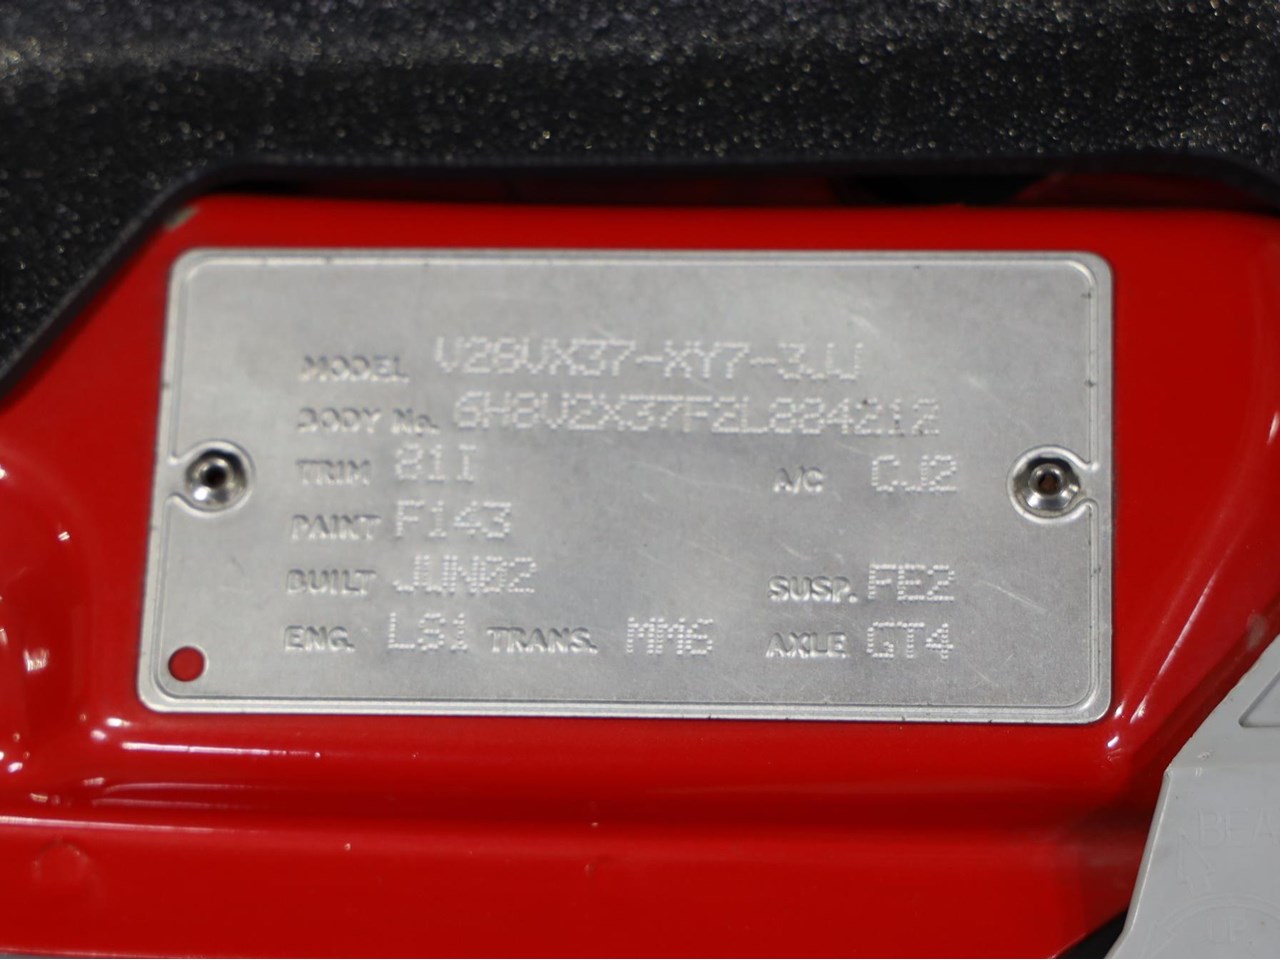 MODEL V28VX37-XY7-3JJ
BODY No. 6H8V2X37F2L884212
TRIM 81I A/C CJ2
PAINT F143
BUILT JUN02 SUSP. FE2
ENG. LS1 TRANS. MM6 AXLE GT4